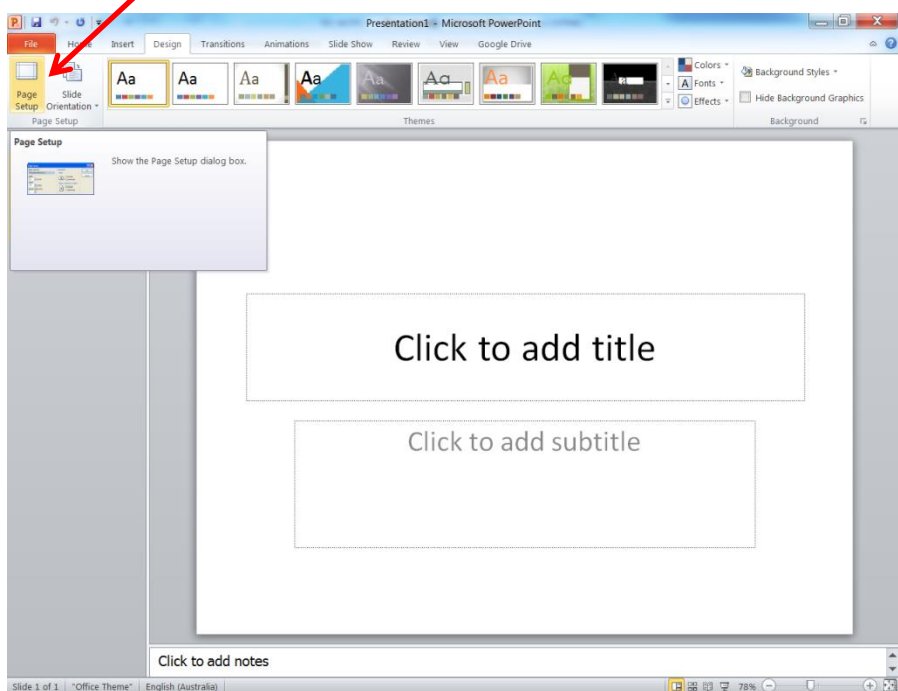 Presentation1 - Microsoft PowerPoint
File Home Insert Design Transitions Animations Slide Show Review View Google Drive
Page Setup
Slide Orientation
Aa Aa Aa Aa Aa Aa Aa Aa
Colors
Fonts
Effects
Background Styles
Hide Background Graphics
Page Setup Themes Background
Page Setup
Show the Page Setup dialog box.
Click to add title
Click to add subtitle
Click to add notes
Slide 1 of 1 "Office Theme" English (Australia) 78%